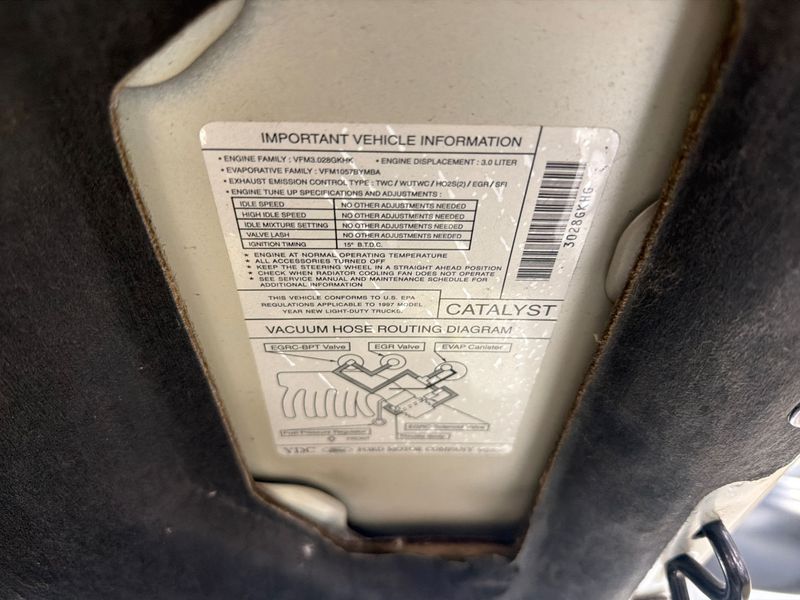 IMPORTANT VEHICLE INFORMATION
• ENGINE FAMILY : VFM3.028GKHK • ENGINE DISPLACEMENT : 3.0 LITER
• EVAPORATIVE FAMILY : VFM1057BYMBA
• EXHAUST EMISSION CONTROL TYPE : TWC / WUTWC / HO2S(2) / EGR / SFI
• ENGINE TUNE UP SPECIFICATIONS AND ADJUSTMENTS :
IDLE SPEED NO OTHER ADJUSTMENTS NEEDED
HIGH IDLE SPEED NO OTHER ADJUSTMENTS NEEDED
IDLE MIXTURE SETTING NO OTHER ADJUSTMENTS NEEDED
VALVE LASH NO OTHER ADJUSTMENTS NEEDED
IGNITION TIMING 15° B.T.D.C.
* ENGINE AT NORMAL OPERATING TEMPERATURE
* ALL ACCESSORIES TURNED OFF
* KEEP THE STEERING WHEEL IN A STRAIGHT AHEAD POSITION
* CHECK WHEN RADIATOR COOLING FAN DOES NOT OPERATE
* SEE SERVICE MANUAL AND MAINTENANCE SCHEDULE FOR
ADDITIONAL INFORMATION
3028GKHG
THIS VEHICLE CONFORMS TO U.S. EPA
REGULATIONS APPLICABLE TO 1997 MODEL
YEAR NEW LIGHT-DUTY TRUCKS.
CATALYST
VACUUM HOSE ROUTING DIAGRAM
EGRC-BPT Valve EGR Valve EVAP Canister
Fuel Pressure Regulator
EGRC-Solenoid Valve
FRONT
Throttle Body
FORD MOTOR COMPANY